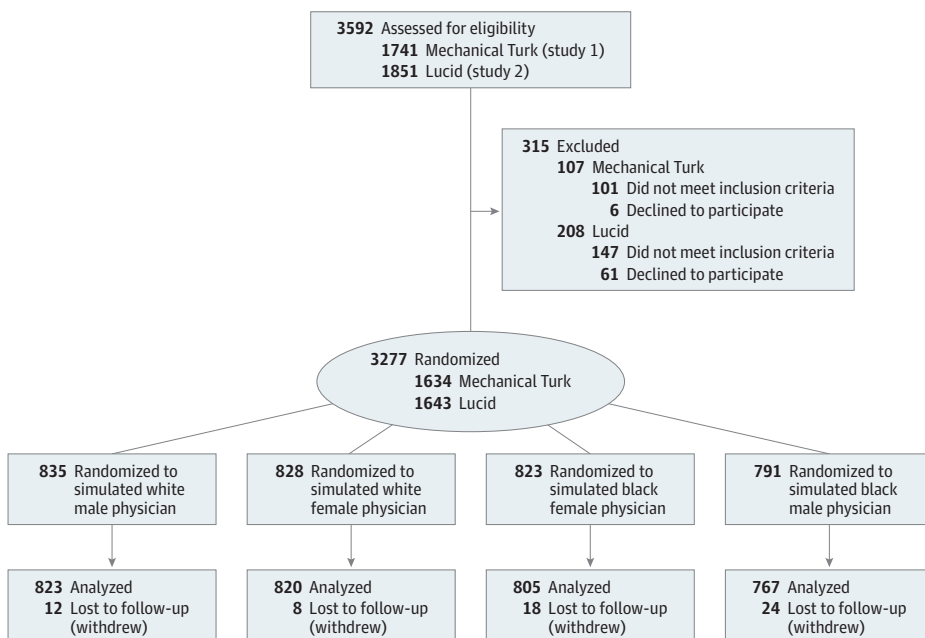 3592 Assessed for eligibility
1741 Mechanical Turk (study 1)
1851 Lucid (study 2)
315 Excluded
107 Mechanical Turk
101 Did not meet inclusion criteria
6 Declined to participate
208 Lucid
147 Did not meet inclusion criteria
61 Declined to participate
3277 Randomized
1634 Mechanical Turk
1643 Lucid
835 Randomized to
simulated white
male physician
828 Randomized to
simulated white
female physician
823 Randomized to
simulated black
female physician
791 Randomized to
simulated black
male physician
823 Analyzed
12 Lost to follow-up
(withdrew)
820 Analyzed
8 Lost to follow-up
(withdrew)
805 Analyzed
18 Lost to follow-up
(withdrew)
767 Analyzed
24 Lost to follow-up
(withdrew)